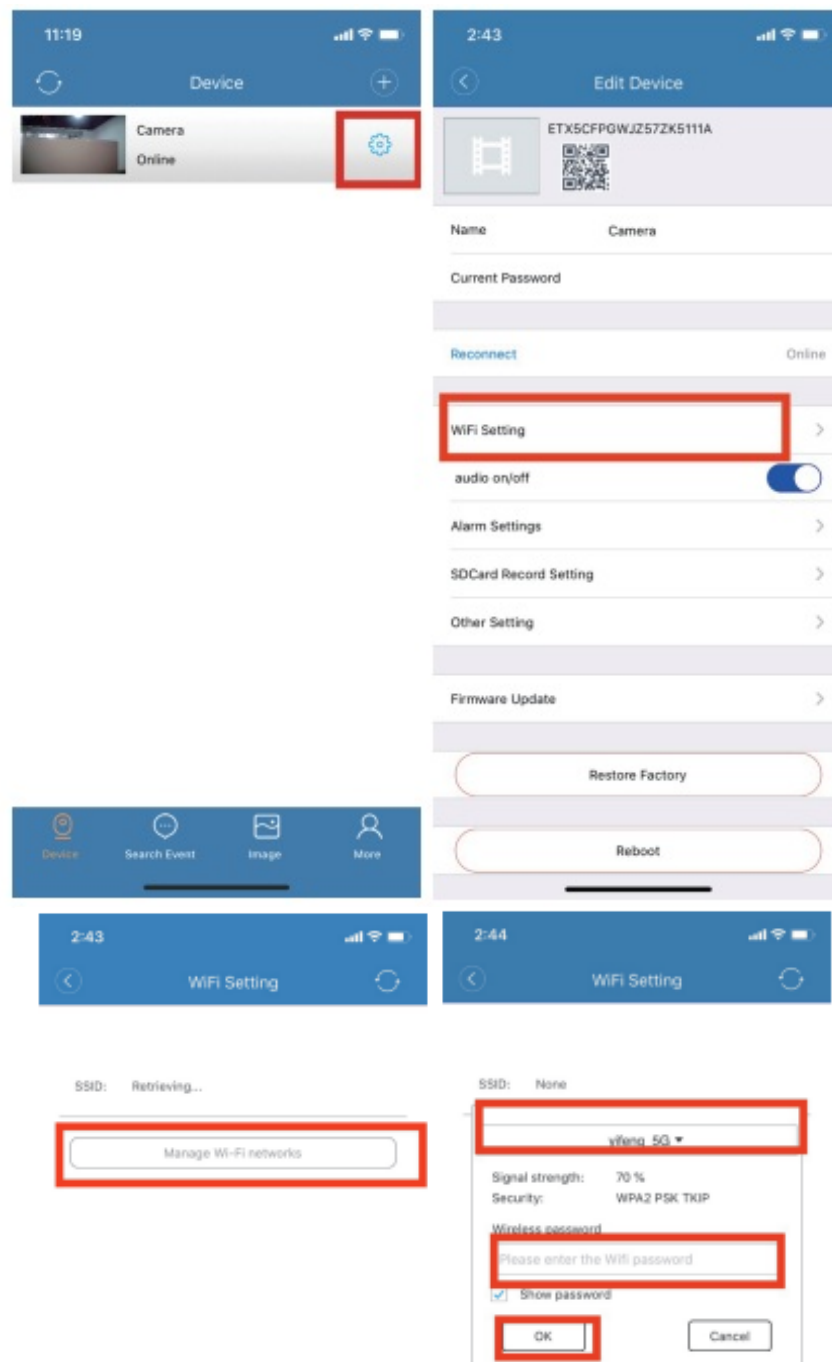 11:19
Device
Camera
Online
Device
Search Event
Image
More
2:43
Edit Device
ETX5CFPGWJZ57ZK5111A
Name Camera
Current Password
Reconnect Online
WiFi Setting
audio on/off
Alarm Settings
SDCard Record Setting
Other Setting
Firmware Update
Restore Factory
Reboot
2:43
WiFi Setting
SSID: Retrieving...
Manage Wi-Fi networks
2:44
WiFi Setting
SSID: None
yifeng_5G
Signal strength: 70 %
Security: WPA2 PSK TKIP
Wireless password
Please enter the Wifi password
Show password
OK Cancel